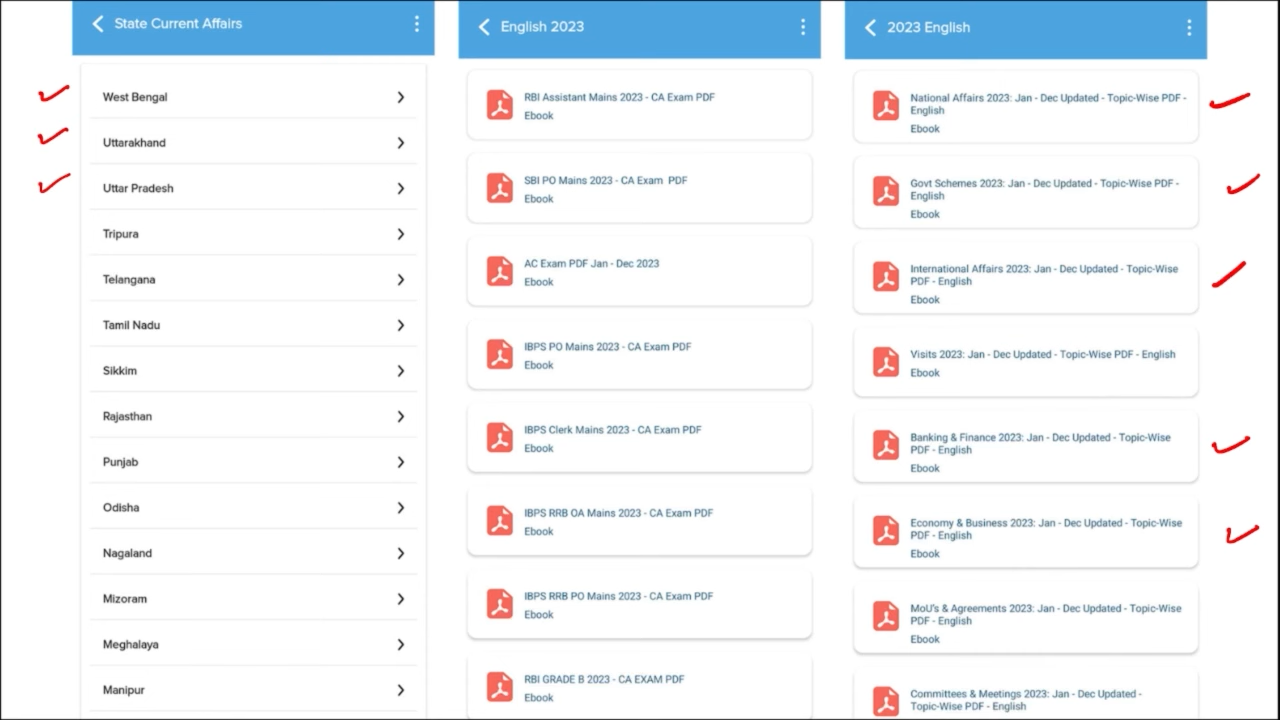 State Current Affairs
West Bengal
Uttarakhand
Uttar Pradesh
Tripura
Telangana
Tamil Nadu
Sikkim
Rajasthan
Punjab
Odisha
Nagaland
Mizoram
Meghalaya
Manipur
English 2023
RBI Assistant Mains 2023 - CA Exam PDF
Ebook
SBI PO Mains 2023 - CA Exam PDF
Ebook
AC Exam PDF Jan - Dec 2023
Ebook
IBPS PO Mains 2023 - CA Exam PDF
Ebook
IBPS Clerk Mains 2023 - CA Exam PDF
Ebook
IBPS RRB OA Mains 2023 - CA Exam PDF
Ebook
IBPS RRB PO Mains 2023 - CA Exam PDF
Ebook
RBI GRADE B 2023 - CA EXAM PDF
Ebook
2023 English
National Affairs 2023: Jan - Dec Updated - Topic-Wise PDF -
English
Ebook
Govt Schemes 2023: Jan - Dec Updated - Topic-Wise PDF -
English
Ebook
International Affairs 2023: Jan - Dec Updated - Topic-Wise
PDF - English
Ebook
Visits 2023: Jan - Dec Updated - Topic-Wise PDF - English
Ebook
Banking & Finance 2023: Jan - Dec Updated - Topic-Wise
PDF - English
Ebook
Economy & Business 2023: Jan - Dec Updated - Topic-Wise
PDF - English
Ebook
MoU's & Agreements 2023: Jan - Dec Updated - Topic-Wise
PDF - English
Ebook
Committees & Meetings 2023: Jan - Dec Updated -
Topic-Wise PDF - English